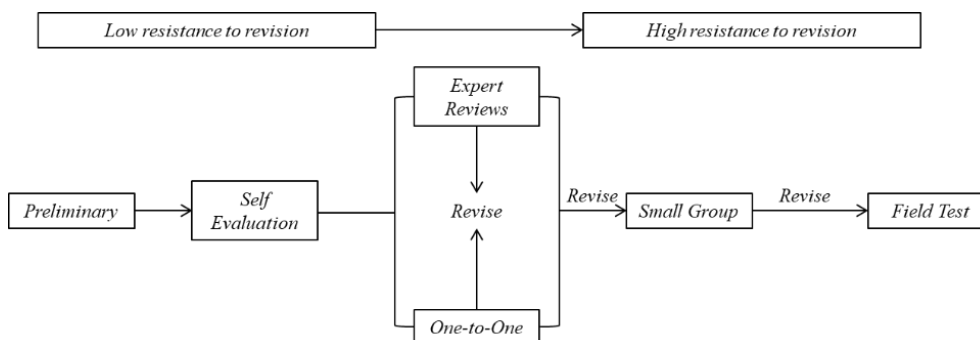 Low resistance to revision
High resistance to revision
Expert
Reviews
Preliminary
Self
Evaluation
Revise
Revise
Small Group
Revise
Field Test
One-to-One